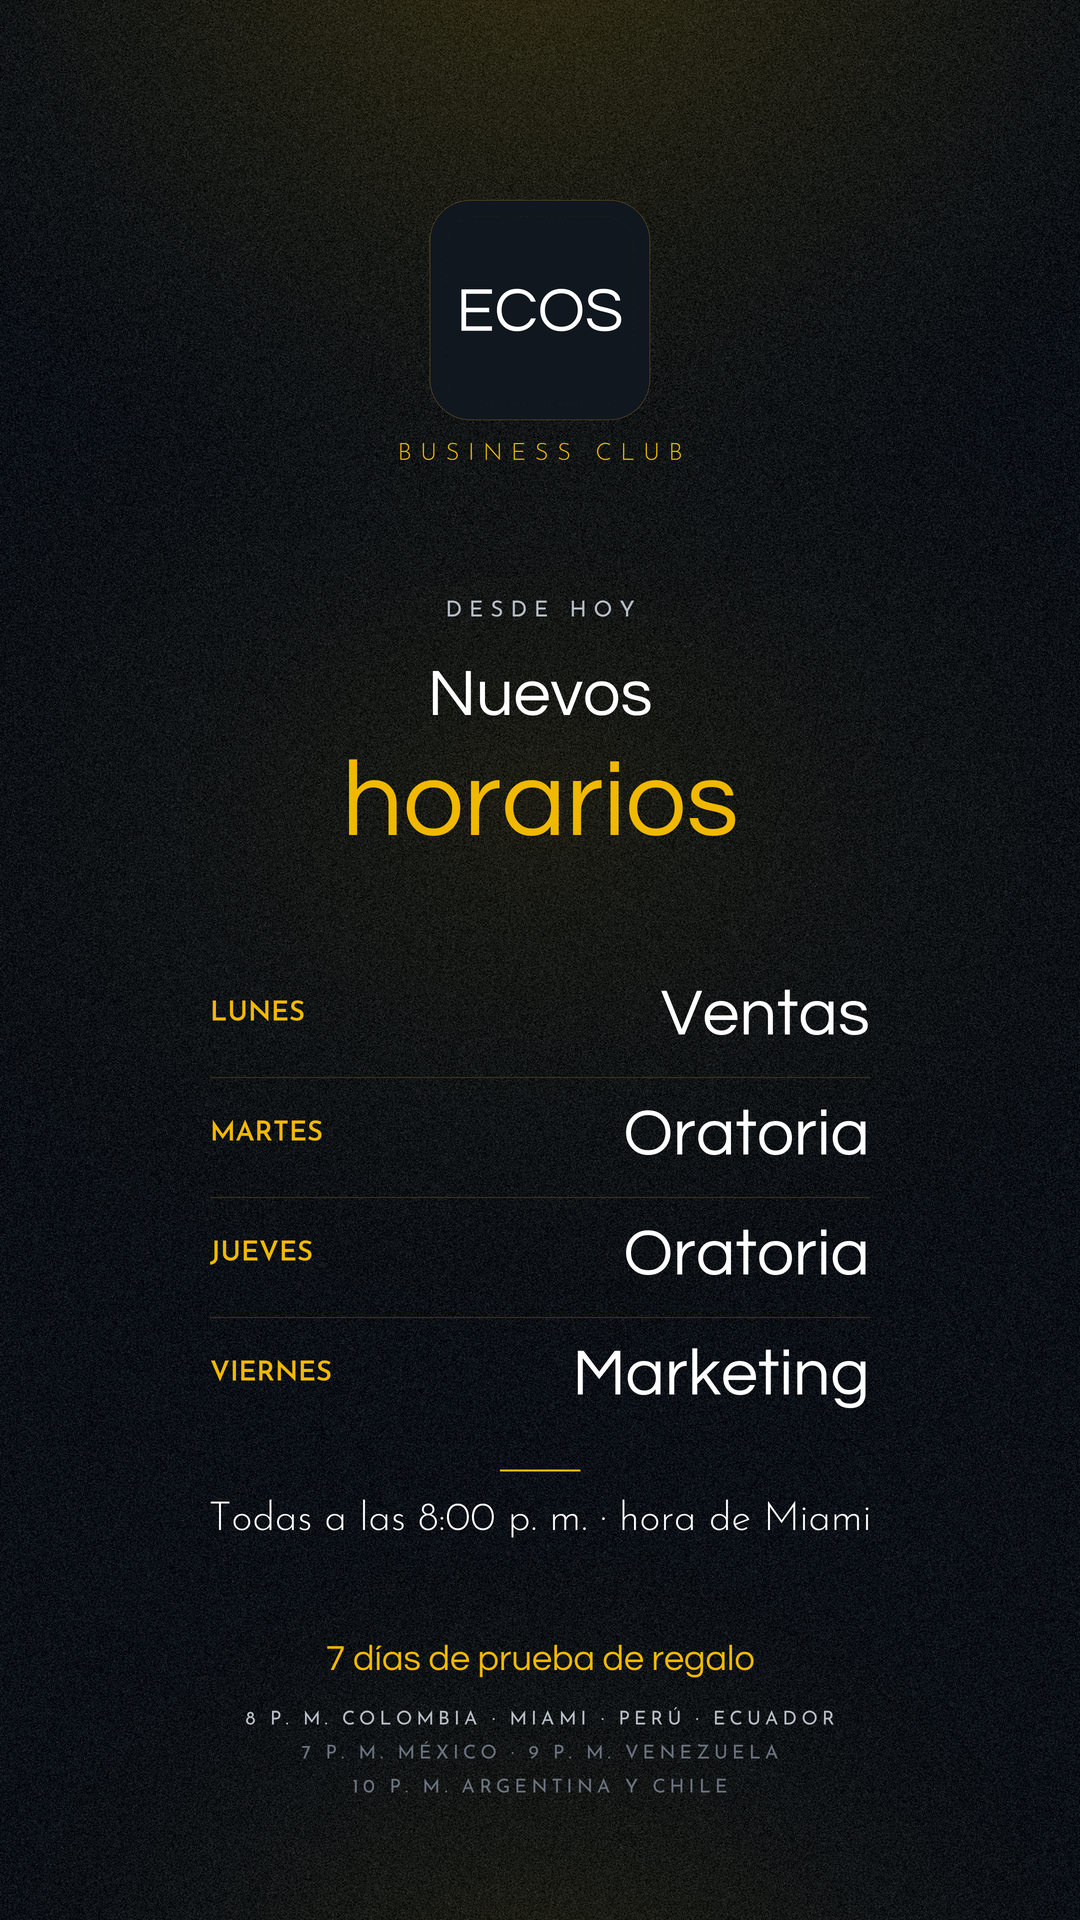 ECOS
BUSINESS CLUB
DESDE HOY
Nuevos
horarios
LUNES Ventas
MARTES Oratoria
JUEVES Oratoria
VIERNES Marketing
Todas a las 8:00 p. m. · hora de Miami
7 días de prueba de regalo
8 P. M. COLOMBIA · MIAMI · PERÚ · ECUADOR
7 P. M. MÉXICO · 9 P. M. VENEZUELA
10 P. M. ARGENTINA Y CHILE